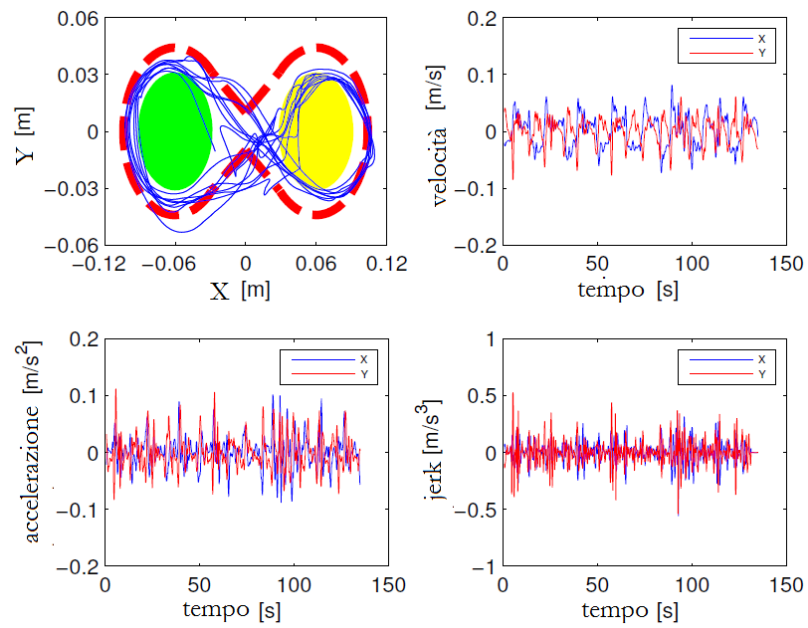 0.06
0.03
0
−0.03
−0.06
Y [m]
−0.12 −0.06 0 0.06 0.12
X [m]
0.2
0.1
0
−0.1
−0.2
velocità [m/s]
X
Y
0 50 100 150
tempo [s]
0.2
0.1
0
−0.1
−0.2
accelerazione [m/s²]
X
Y
0 50 100 150
tempo [s]
1
0.5
0
−0.5
−1
jerk [m/s³]
X
Y
0 50 100 150
tempo [s]